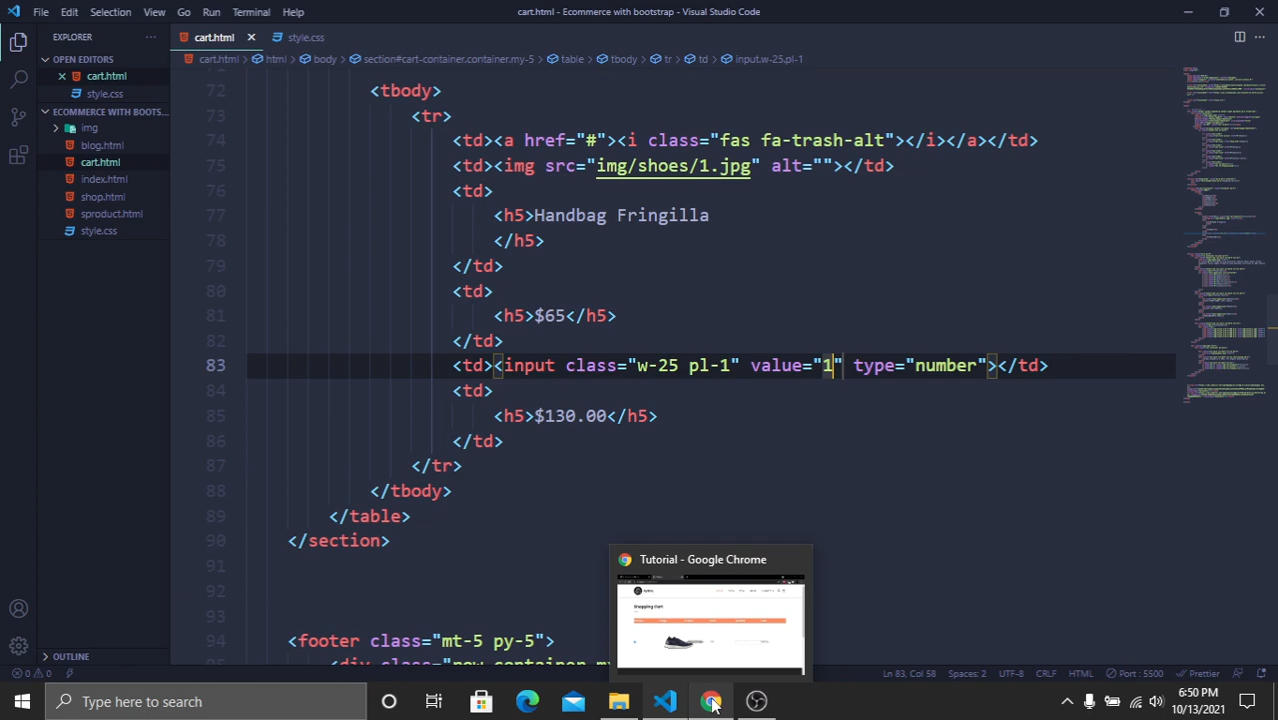 File Edit Selection View Go Run Terminal Help
cart.html - Ecommerce with bootstrap - Visual Studio Code
EXPLORER
cart.html
style.css
cart.html > html > body > section#cart-container.container.my-5 > table > tbody > tr > td > input.w-25.pl-1
OPEN EDITORS
cart.html
style.css
ECOMMERCE WITH BOOTS...
img
blog.html
cart.html
index.html
shop.html
sproduct.html
style.css
OUTLINE
72 <tbody>
73 <tr>
74 <td><a href="#"><i class="fas fa-trash-alt"></i></a></td>
75 <td><img src="img/shoes/1.jpg" alt=""></td>
76 <td>
77 <h5>Handbag Fringilla
78 </h5>
79 </td>
80 <td>
81 <h5>$65</h5>
82 </td>
83 <td><input class="w-25 pl-1" value="1" type="number"></td>
84 <td>
85 <h5>$130.00</h5>
86 </td>
87 </tr>
88 </tbody>
89 </table>
90 </section>
91
92
93
94 <footer class="mt-5 py-5">
Tutorial - Google Chrome
Shopping Cart
0 0
Ln 83, Col 58 Spaces: 4 UTF-8 CRLF HTML Port : 5500 Prettier
Type here to search
6:50 PM
10/13/2021